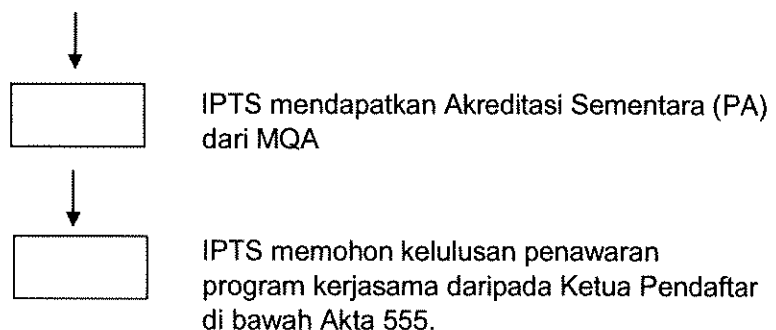 IPTS mendapatkan Akreditasi Sementara (PA)
dari MQA
IPTS memohon kelulusan penawaran
program kerjasama daripada Ketua Pendaftar
di bawah Akta 555.